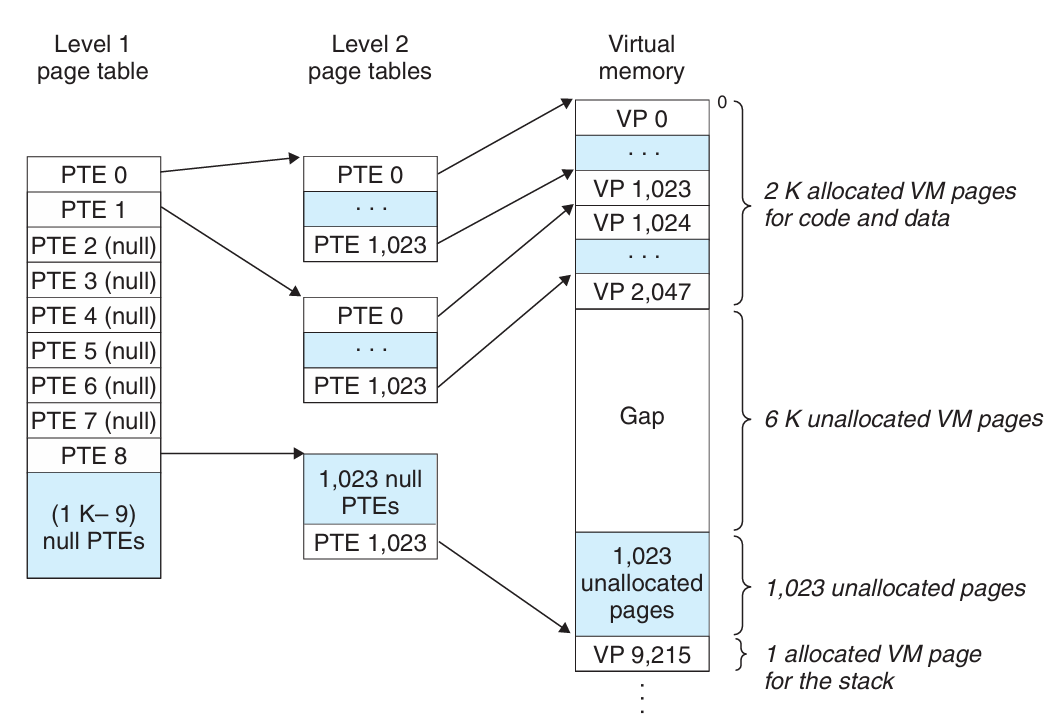 Level 1
page table
Level 2
page tables
Virtual
memory
PTE 0
PTE 1
PTE 2 (null)
PTE 3 (null)
PTE 4 (null)
PTE 5 (null)
PTE 6 (null)
PTE 7 (null)
PTE 8
(1 K– 9)
null PTEs
PTE 0
. . .
PTE 1,023
PTE 0
. . .
PTE 1,023
1,023 null
PTEs
PTE 1,023
0
VP 0
. . .
VP 1,023
VP 1,024
. . .
VP 2,047
Gap
1,023
unallocated
pages
VP 9,215
. . .
2 K allocated VM pages
for code and data
6 K unallocated VM pages
1,023 unallocated pages
1 allocated VM page
for the stack